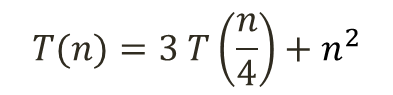 T(n) = 3 T(n/4) + n²